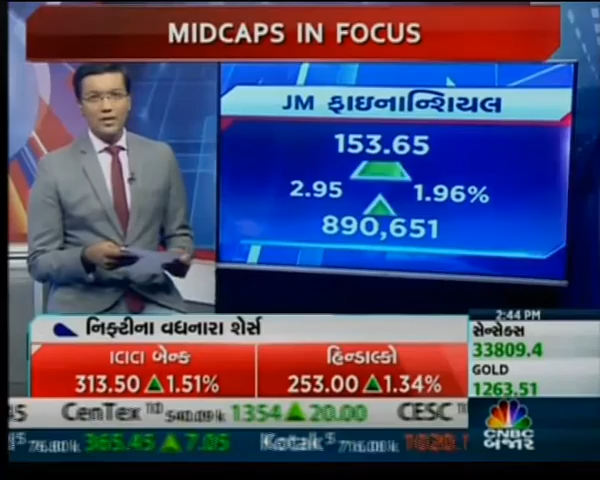 MIDCAPS IN FOCUS
JM ફાઇનાન્શિયલ
153.65
2.95 1.96%
890,651
2:44 PM
નિફ્ટીના વધનારા શેર્સ
સેન્સેક્સ
ICICI બેન્ક
હિન્ડાલ્કો
33809.4
313.50 1.51%
253.00 1.34%
GOLD
1263.51
CenTex 1354 20.00 CESC
365.45 7.05 Kotak
CNBC
બજાર